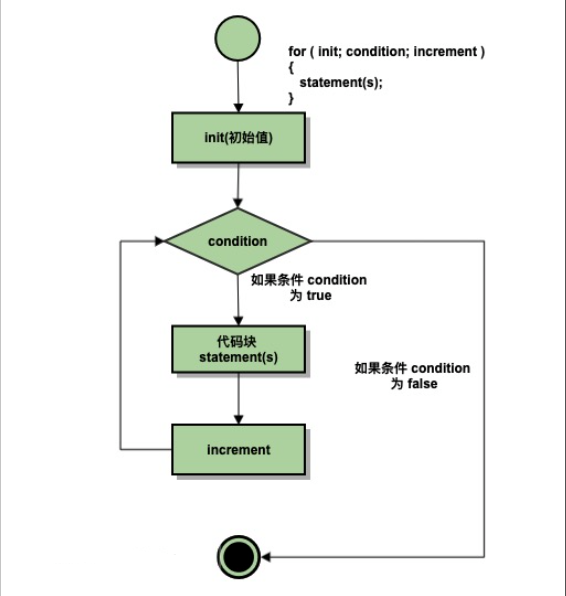 for ( init; condition; increment )
{
statement(s);
}
init(初始值)
condition
如果条件 condition
为 true
代码块
statement(s)
如果条件 condition
为 false
increment